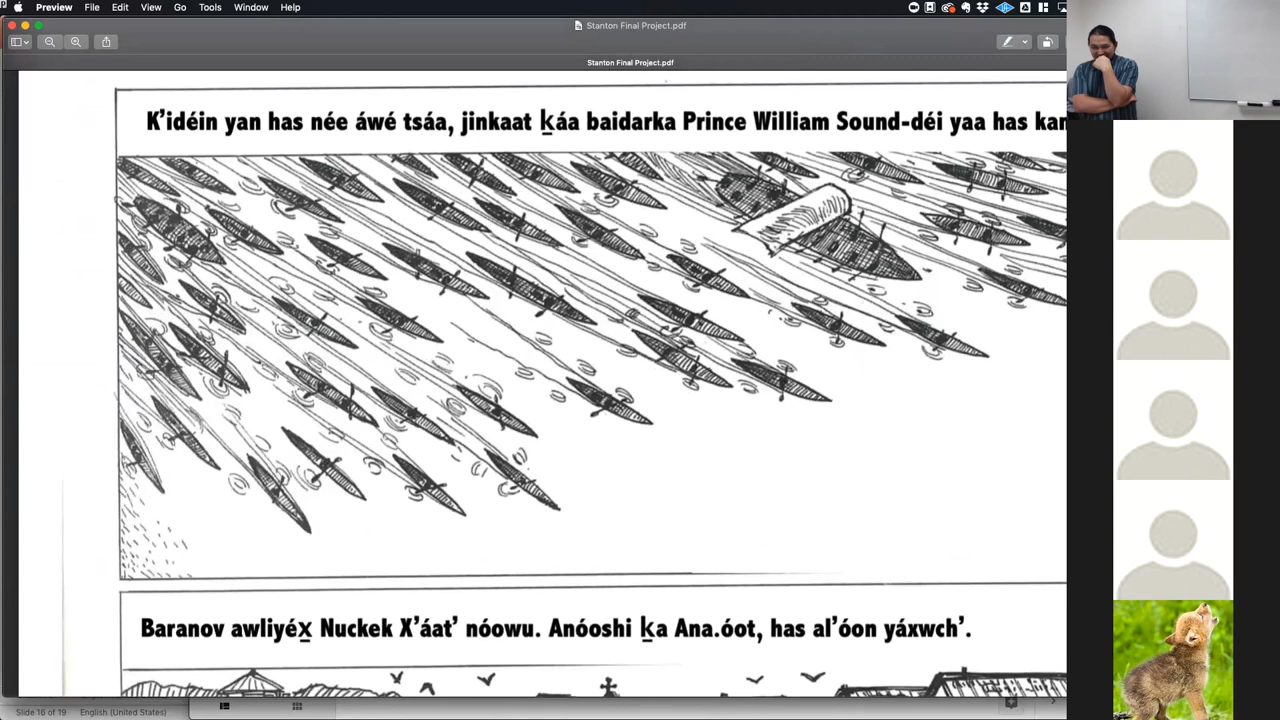 Preview File Edit View Go Tools Window Help
Stanton Final Project.pdf
Stanton Final Project.pdf
K’idéin yan has née áwé tsáa, jinkaat ḵáa baidarka Prince William Sound-déi yaa has kan
Baranov awliyéx̱ Nuckek X’áat’ nóowu. Anóoshi ḵa Ana.óot, has al’óon yáxwch’.
Slide 16 of 19 English (United States)